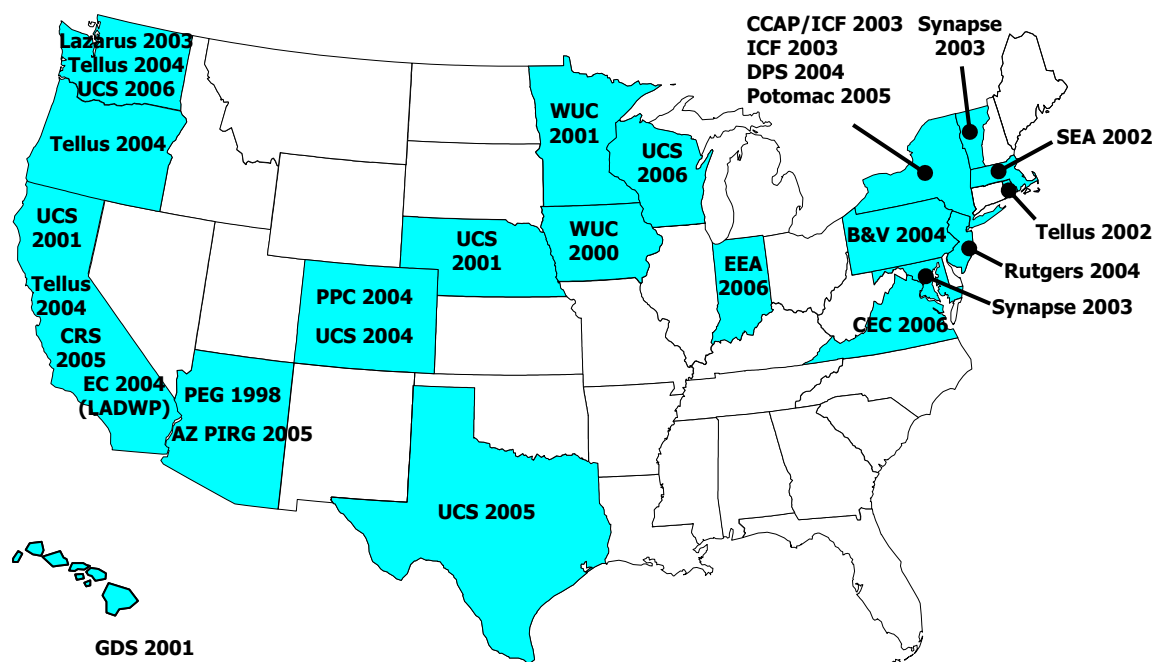 Lazarus 2003
Tellus 2004
UCS 2006
Tellus 2004
UCS
2001
Tellus
2004
CRS
2005
EC 2004
(LADWP)
PEG 1998
AZ PIRG 2005
PPC 2004
UCS 2004
UCS
2001
WUC
2001
WUC
2000
UCS
2006
EEA
2006
UCS 2005
CCAP/ICF 2003
ICF 2003
DPS 2004
Potomac 2005
Synapse
2003
SEA 2002
Tellus 2002
B&V 2004
Rutgers 2004
Synapse 2003
CEC 2006
GDS 2001